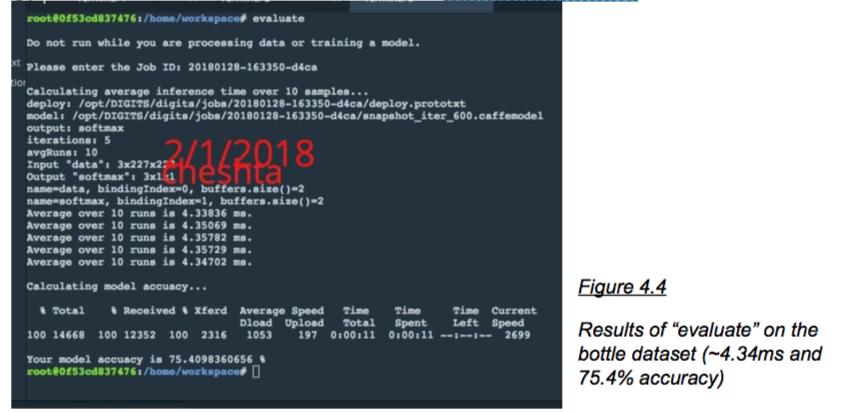 root@0f53cd837476:/home/workspace# evaluate
Do not run while you are processing data or training a model.
Please enter the Job ID: 20180128-163350-d4ca
Calculating average inference time over 10 samples...
deploy: /opt/DIGITS/digits/jobs/20180128-163350-d4ca/deploy.prototxt
model: /opt/DIGITS/digits/jobs/20180128-163350-d4ca/snapshot_iter_600.caffemodel
output: softmax
iterations: 5
avgRuns: 10
2/1/2018
Input "data": 3x227x227
cheshta
Output "softmax": 3x1x1
name=data, bindingIndex=0, buffers.size()=2
name=softmax, bindingIndex=1, buffers.size()=2
Average over 10 runs is 4.33836 ms.
Average over 10 runs is 4.35069 ms.
Average over 10 runs is 4.35782 ms.
Average over 10 runs is 4.35729 ms.
Average over 10 runs is 4.34702 ms.
Calculating model accuacy...
% Total % Received % Xferd Average Speed Time Time Time Current
Dload Upload Total Spent Left Speed
100 14668 100 12352 100 2316 1053 197 0:00:11 0:00:11 --:--:-- 2699
Your model accuacy is 75.4098360656 %
root@0f53cd837476:/home/workspace#
Figure 4.4
Results of “evaluate” on the
bottle dataset (~4.34ms and
75.4% accuracy)